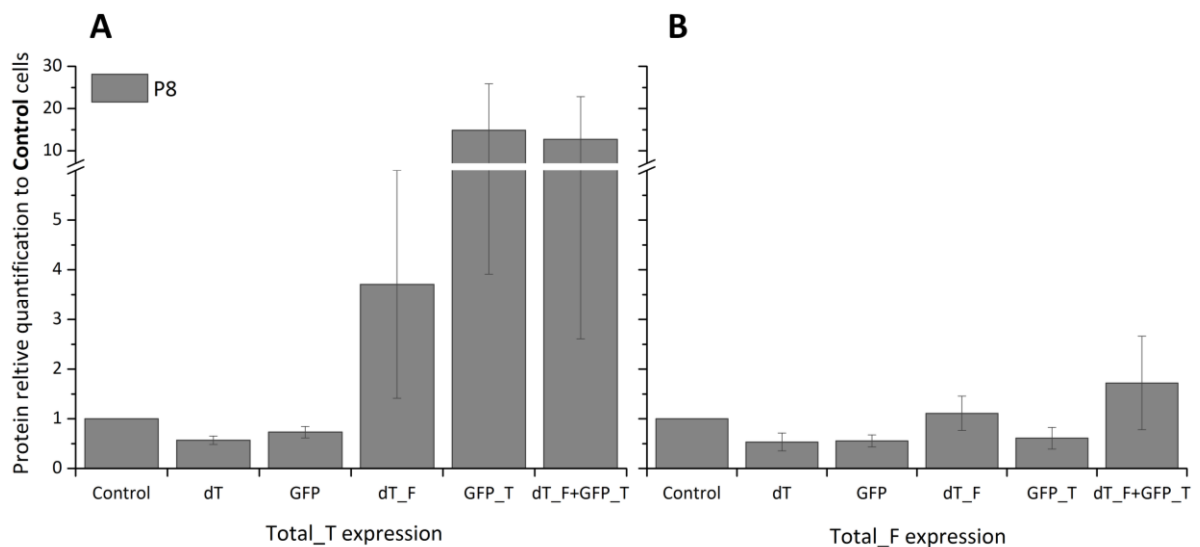 A
B
Protein reltive quantification to Control cells
P8
30
20
10
5
4
3
2
1
0
Control dT GFP dT_F GFP_T dT_F+GFP_T
Control dT GFP dT_F GFP_T dT_F+GFP_T
Total_T expression
Total_F expression